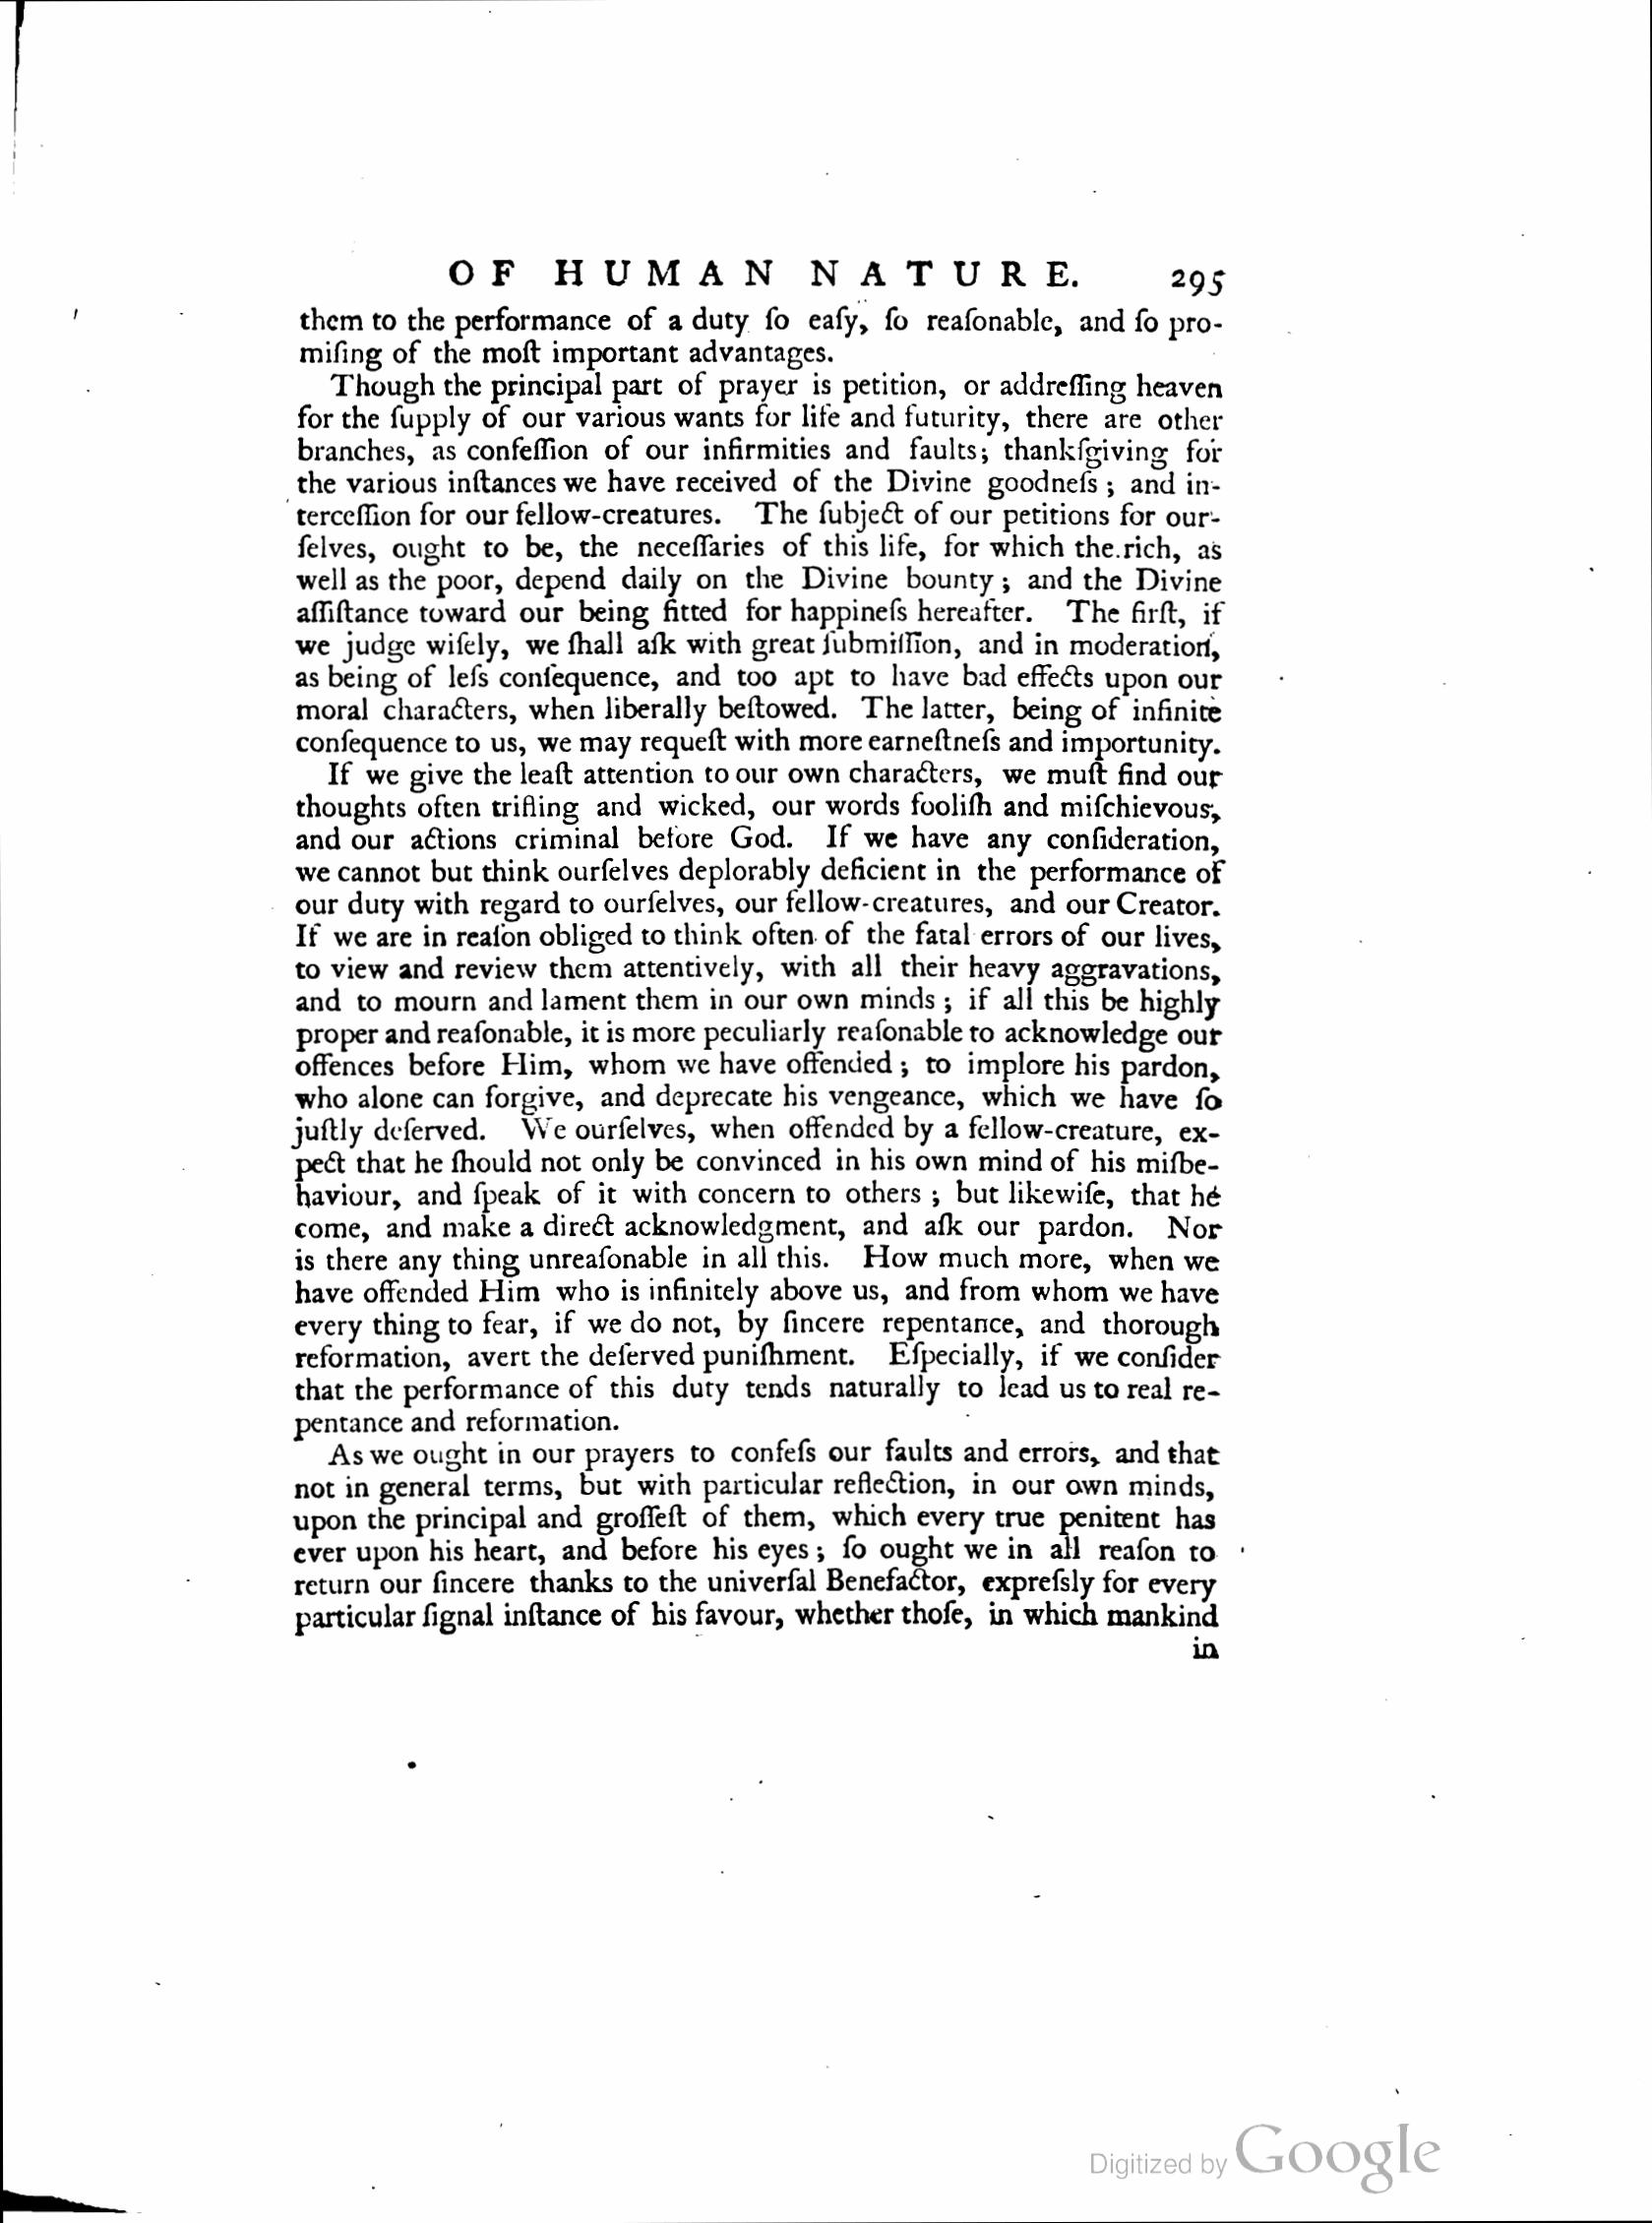 OF HUMAN NATURE. 295
them to the performance of a duty ſo eaſy, ſo reaſonable, and ſo pro-
miſing of the moſt important advantages.
Though the principal part of prayer is petition, or addreſſing heaven
for the ſupply of our various wants for life and futurity, there are other
branches, as confeſſion of our infirmities and faults; thankſgiving for
the various inſtances we have received of the Divine goodneſs; and in-
terceſſion for our fellow-creatures. The ſubject of our petitions for our-
ſelves, ought to be, the neceſſaries of this life, for which the rich, as
well as the poor, depend daily on the Divine bounty; and the Divine
aſſiſtance toward our being fitted for happineſs hereafter. The firſt, if
we judge wiſely, we ſhall aſk with great ſubmiſſion, and in moderation,
as being of leſs conſequence, and too apt to have bad effects upon our
moral characters, when liberally beſtowed. The latter, being of infinite
conſequence to us, we may requeſt with more earneſtneſs and importunity.
If we give the leaſt attention to our own characters, we muſt find our
thoughts often trifling and wicked, our words fooliſh and miſchievous,
and our actions criminal before God. If we have any conſideration,
we cannot but think ourſelves deplorably deficient in the performance of
our duty with regard to ourſelves, our fellow-creatures, and our Creator.
If we are in reaſon obliged to think often of the fatal errors of our lives,
to view and review them attentively, with all their heavy aggravations,
and to mourn and lament them in our own minds; if all this be highly
proper and reaſonable, it is more peculiarly reaſonable to acknowledge our
offences before Him, whom we have offended; to implore his pardon,
who alone can forgive, and deprecate his vengeance, which we have ſo
juſtly deſerved. We ourſelves, when offended by a fellow-creature, ex-
pect that he ſhould not only be convinced in his own mind of his miſbe-
haviour, and ſpeak of it with concern to others; but likewiſe, that he
come, and make a direct acknowledgment, and aſk our pardon. Nor
is there any thing unreaſonable in all this. How much more, when we
have offended Him who is infinitely above us, and from whom we have
every thing to fear, if we do not, by ſincere repentance, and thorough
reformation, avert the deſerved puniſhment. Eſpecially, if we conſider
that the performance of this duty tends naturally to lead us to real re-
pentance and reformation.
As we ought in our prayers to confeſs our faults and errors, and that
not in general terms, but with particular reflection, in our own minds,
upon the principal and groſſeſt of them, which every true penitent has
ever upon his heart, and before his eyes; ſo ought we in all reaſon to
return our ſincere thanks to the univerſal Benefactor, expreſsly for every
particular ſignal inſtance of his favour, whether thoſe, in which mankind
in
Digitized by Google